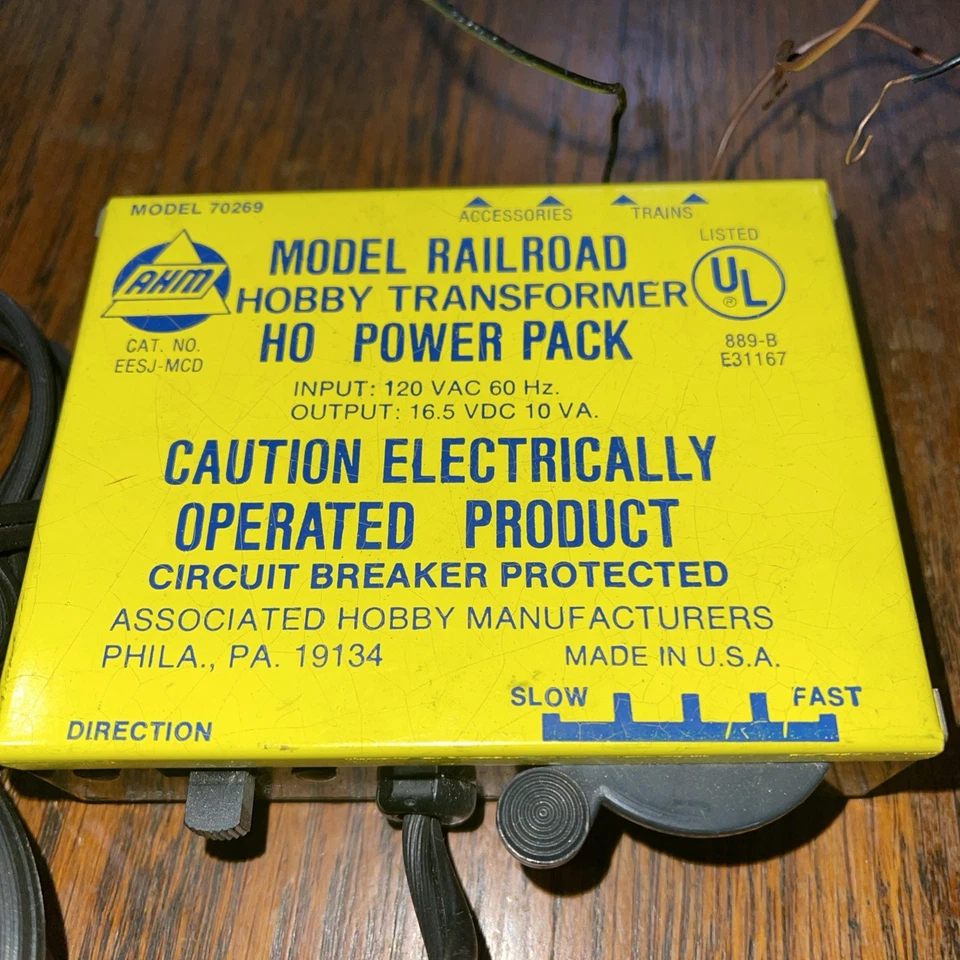 MODEL 70269
ACCESSORIES
TRAINS
AHM
MODEL RAILROAD
HOBBY TRANSFORMER
HO POWER PACK
LISTED
UL
P
889-B
E31167
CAT. NO.
EESJ-MCD
INPUT: 120 VAC 60 Hz.
OUTPUT: 16.5 VDC 10 VA.
CAUTION ELECTRICALLY
OPERATED PRODUCT
CIRCUIT BREAKER PROTECTED
ASSOCIATED HOBBY MANUFACTURERS
PHILA., PA. 19134
MADE IN U.S.A.
SLOW
FAST
DIRECTION